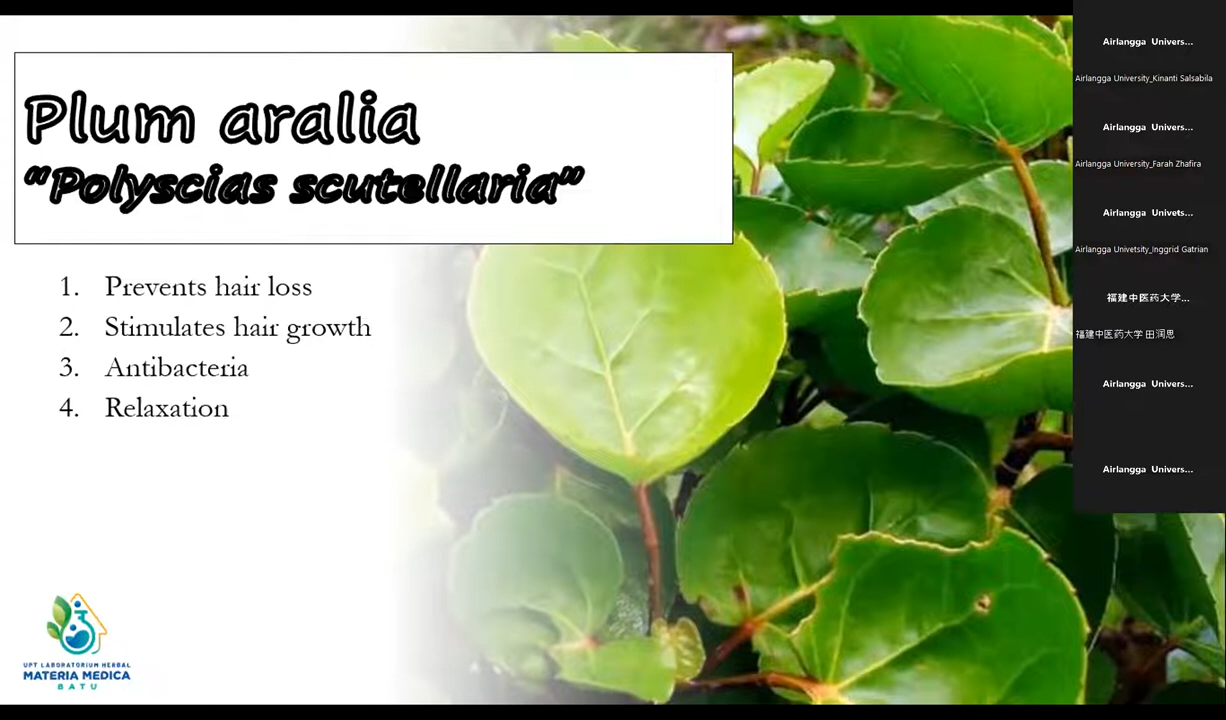 Plum aralia
“Polyscias scutellaria”
1. Prevents hair loss
2. Stimulates hair growth
3. Antibacteria
4. Relaxation
UPT LABORATORIUM HERBAL
MATERIA MEDICA
BATU
Airlangga Univers...
Airlangga University_Kinanti Salsabila
Airlangga Univers...
Airlangga University_Farah Zhafira
Airlangga Univets...
Airlangga Univetsity_Inggrid Gatrian
福建中医药大学...
福建中医药大学 田润思
Airlangga Univers...
Airlangga Univers...